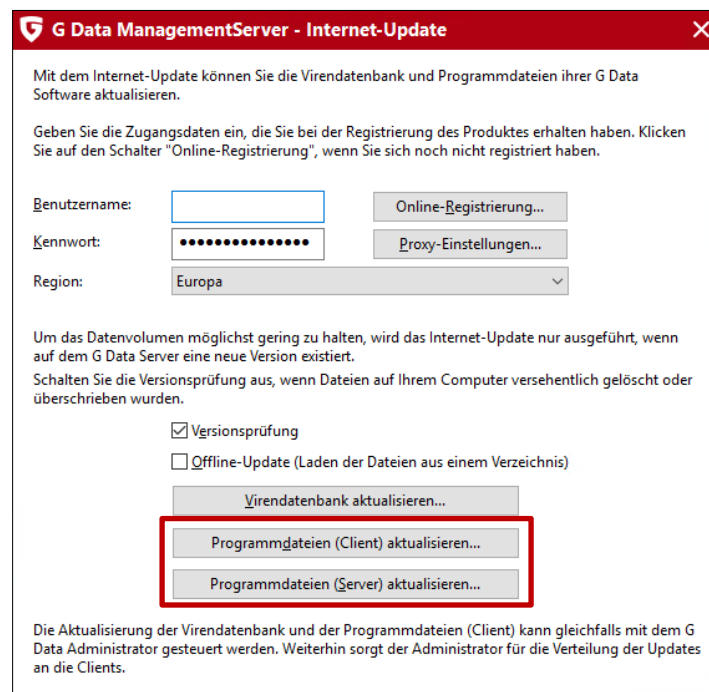 G Data ManagementServer - Internet-Update
Mit dem Internet-Update können Sie die Virendatenbank und Programmdateien ihrer G Data
Software aktualisieren.
Geben Sie die Zugangsdaten ein, die Sie bei der Registrierung des Produktes erhalten haben. Klicken
Sie auf den Schalter "Online-Registrierung", wenn Sie sich noch nicht registriert haben.
Benutzername:
Online-Registrierung...
Kennwort: ●●●●●●●●●●●●●●●
Proxy-Einstellungen...
Region: Europa
Um das Datenvolumen möglichst gering zu halten, wird das Internet-Update nur ausgeführt, wenn
auf dem G Data Server eine neue Version existiert.
Schalten Sie die Versionsprüfung aus, wenn Dateien auf Ihrem Computer versehentlich gelöscht oder
überschrieben wurden.
Versionsprüfung
Offline-Update (Laden der Dateien aus einem Verzeichnis)
Virendatenbank aktualisieren...
Programmdateien (Client) aktualisieren...
Programmdateien (Server) aktualisieren...
Die Aktualisierung der Virendatenbank und der Programmdateien (Client) kann gleichfalls mit dem G
Data Administrator gesteuert werden. Weiterhin sorgt der Administrator für die Verteilung der Updates
an die Clients.